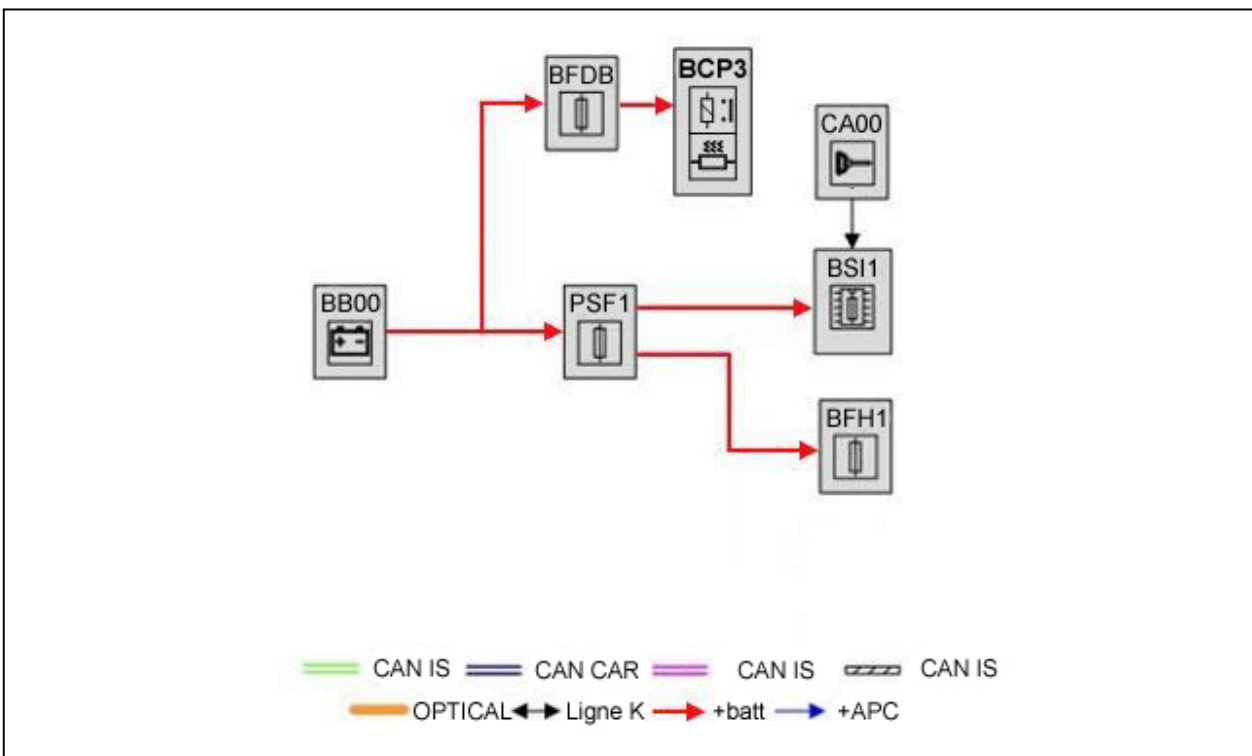 BFDB
BCP3
CA00
BSI1
BB00
PSF1
BFH1
CAN IS CAN CAR CAN IS CAN IS
OPTICAL Ligne K +batt +APC